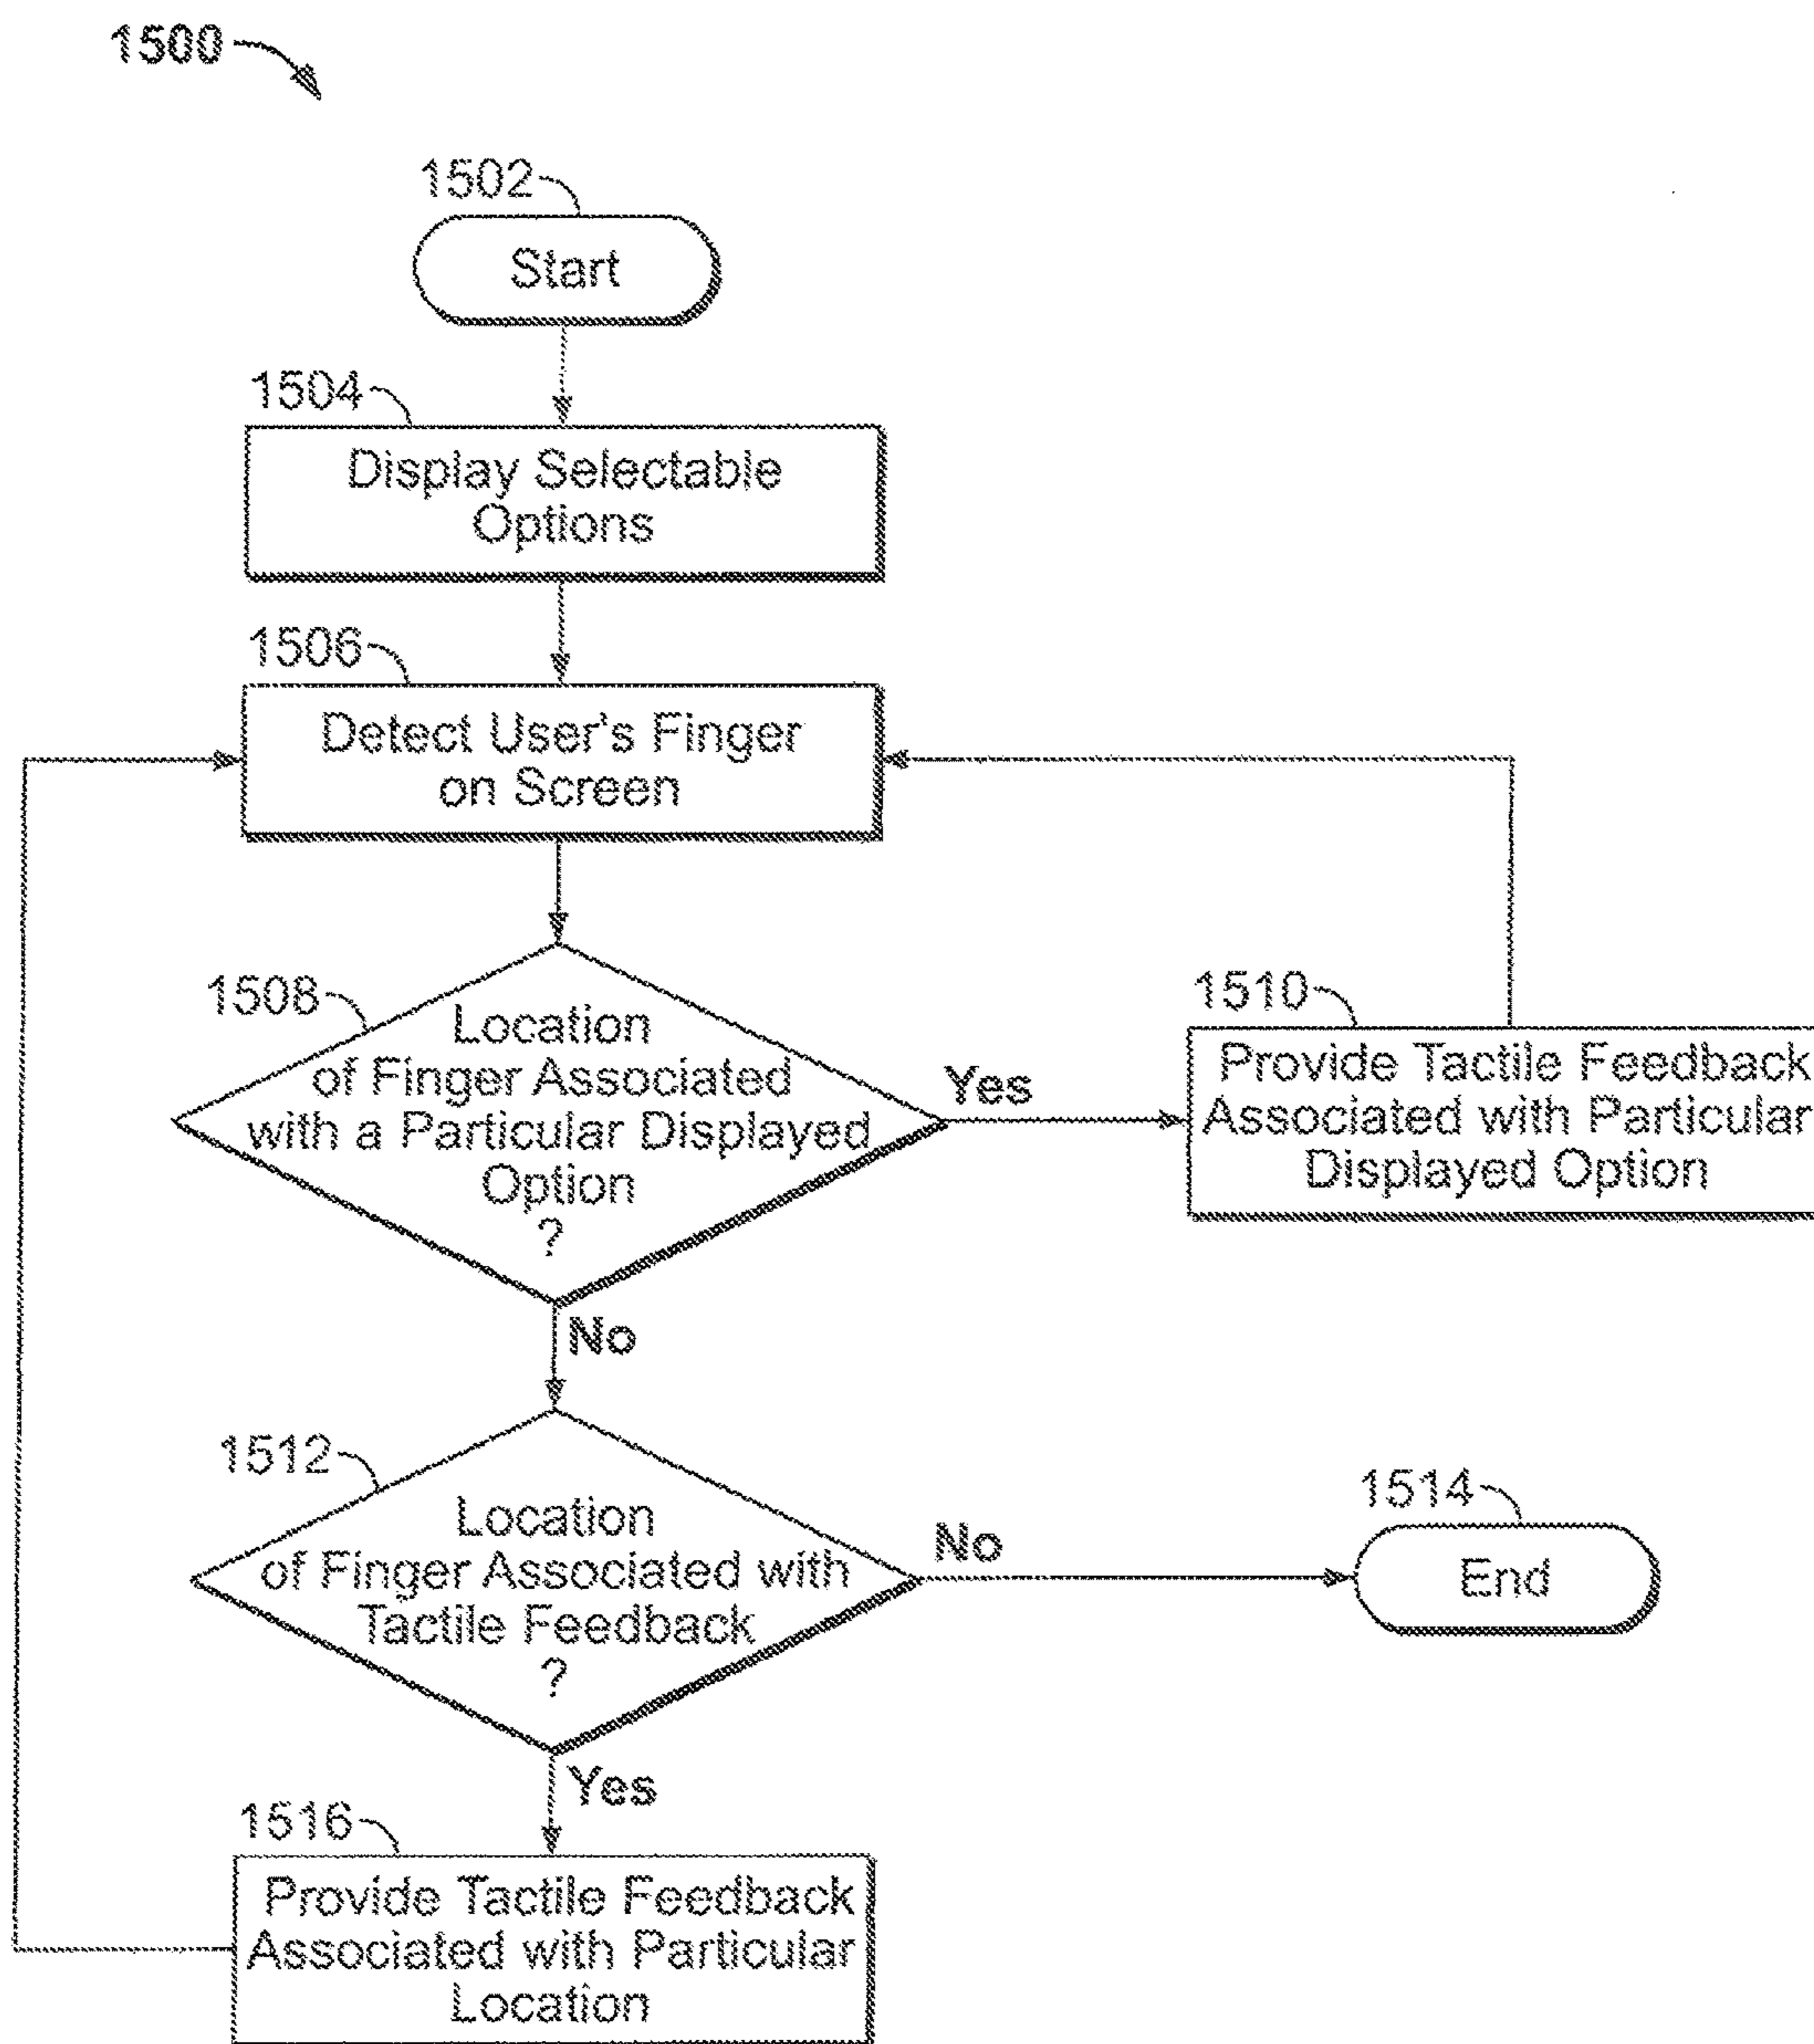 1500
1502
Start
1504
Display Selectable
Options
1506
Detect User's Finger
on Screen
1508
Location
of Finger Associated
with a Particular Displayed
Option
?
Yes
1510
Provide Tactile Feedback
Associated with Particular
Displayed Option
No
1512
Location
of Finger Associated with
Tactile Feedback
?
No
1514
End
Yes
1516
Provide Tactile Feedback
Associated with Particular
Location